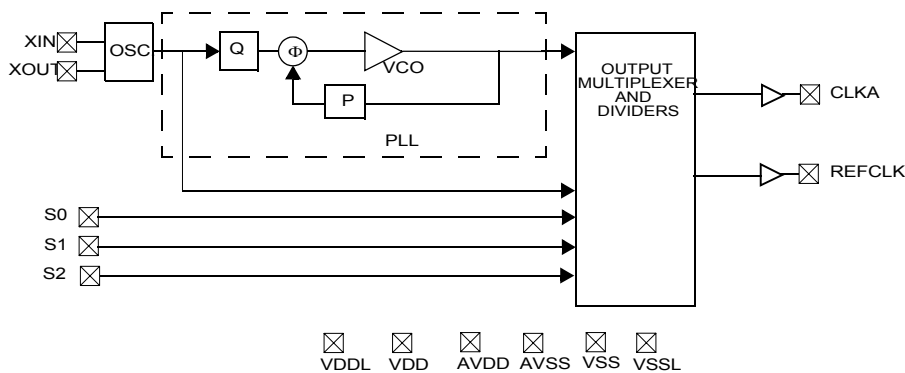 XIN
XOUT
OSC
Q
Φ
VCO
P
PLL
OUTPUT
MULTIPLEXER
AND
DIVIDERS
CLKA
REFCLK
S0
S1
S2
VDDL
VDD
AVDD
AVSS
VSS
VSSL